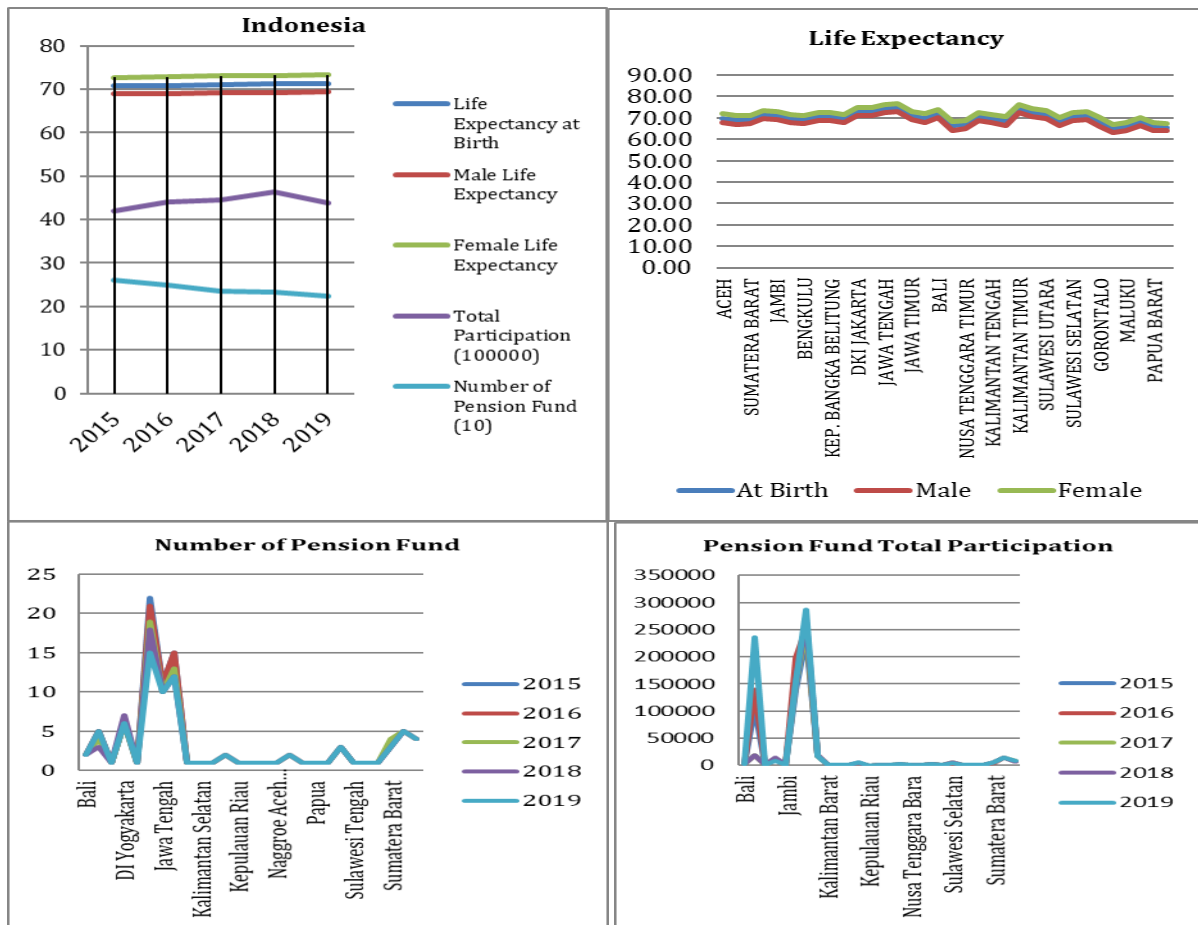 Indonesia
80
70
60
50
40
30
20
10
0
2015
2016
2017
2018
2019
Life
Expectancy at
Birth
Male Life
Expectancy
Female Life
Expectancy
Total
Participation
(100000)
Number of
Pension Fund
(10)
Life Expectancy
90.00
80.00
70.00
60.00
50.00
40.00
30.00
20.00
10.00
0.00
ACEH
SUMATERA BARAT
JAMBI
BENGKULU
KEP. BANGKA BELITUNG
DKI JAKARTA
JAWA TENGAH
JAWA TIMUR
BALI
NUSA TENGGARA TIMUR
KALIMANTAN TENGAH
KALIMANTAN TIMUR
SULAWESI UTARA
SULAWESI SELATAN
GORONTALO
MALUKU
PAPUA BARAT
At Birth
Male
Female
Number of Pension Fund
25
20
15
10
5
0
Bali
DI Yogyakarta
Jawa Tengah
Kalimantan Selatan
Kepulauan Riau
Naggroe Aceh...
Papua
Sulawesi Tengah
Sumatera Barat
2015
2016
2017
2018
2019
Pension Fund Total Participation
350000
300000
250000
200000
150000
100000
50000
0
Bali
Jambi
Kalimantan Barat
Kepulauan Riau
Nusa Tenggara Bara
Sulawesi Selatan
Sumatera Barat
2015
2016
2017
2018
2019